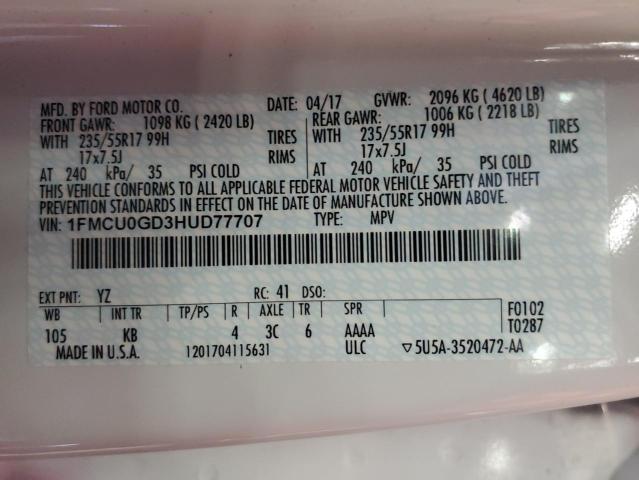 MFD. BY FORD MOTOR CO. DATE: 04/17 GVWR: 2096 KG ( 4620 LB)
FRONT GAWR: 1098 KG ( 2420 LB) REAR GAWR: 1006 KG ( 2218 LB)
WITH 235/55R17 99H TIRES WITH 235/55R17 99H TIRES
17x7.5J RIMS 17x7.5J RIMS
AT 240 kPa/ 35 PSI COLD AT 240 kPa/ 35 PSI COLD
THIS VEHICLE CONFORMS TO ALL APPLICABLE FEDERAL MOTOR VEHICLE SAFETY AND THEFT
PREVENTION STANDARDS IN EFFECT ON THE DATE OF MANUFACTURE SHOWN ABOVE.
VIN: 1FMCU0GD3HUD77707 TYPE: MPV
EXT PNT: YZ RC: 41 DSO:
WB INT TR TP/PS R AXLE TR SPR F0102
105 KB 4 3C 6 AAAA T0287
MADE IN U.S.A. 1201704115631 ULC ▽5U5A-3520472-AA